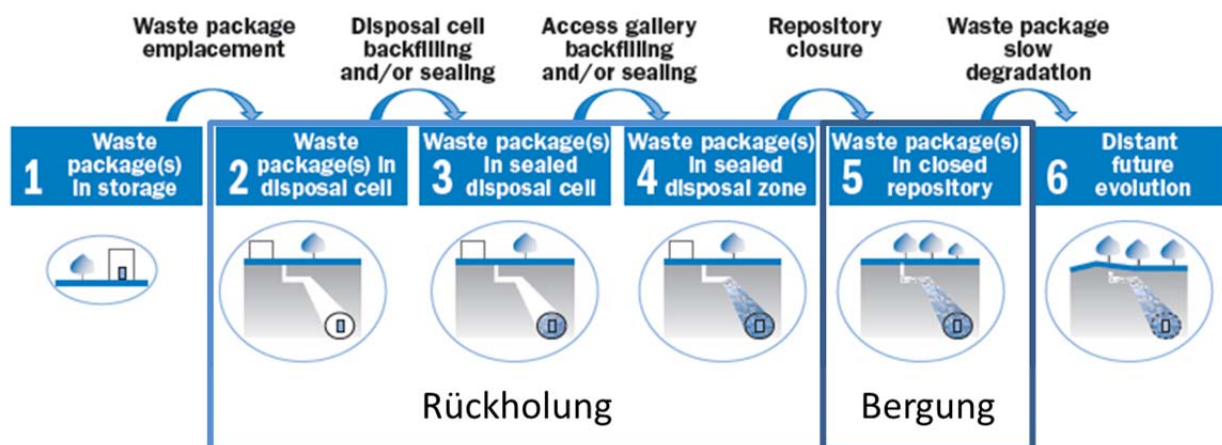 Waste package
emplacement
Disposal cell
backfilling
and/or sealing
Access gallery
backfilling
and/or sealing
Repository
closure
Waste package
slow
degradation
1
Waste
package(s)
in storage
2
Waste
package(s) in
disposal cell
3
Waste package(s)
in sealed
disposal cell
4
Waste package(s)
in sealed
disposal zone
5
Waste package(s)
in closed
repository
6
Distant
future
evolution
Rückholung
Bergung